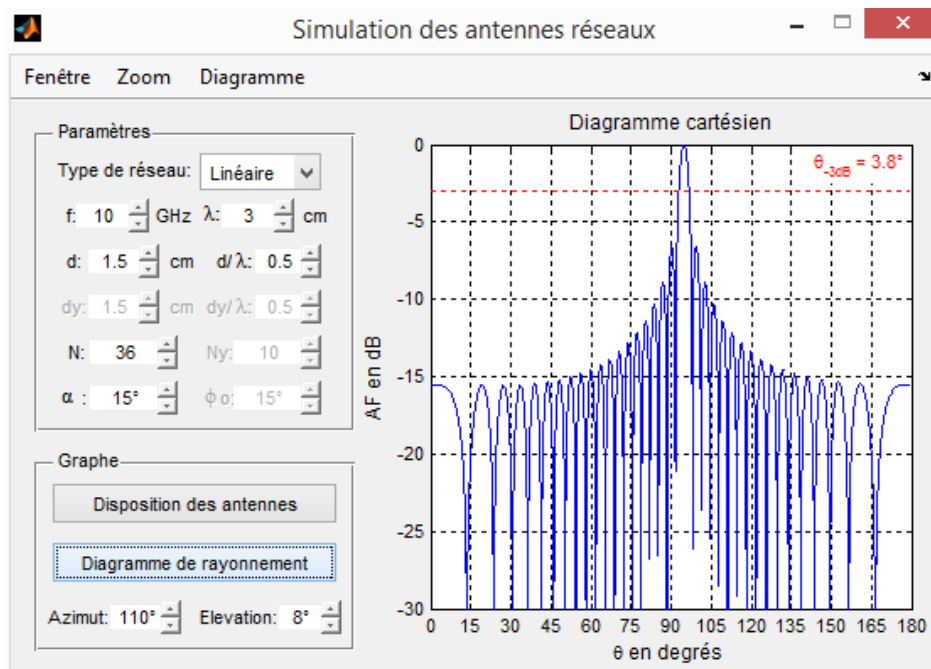 Simulation des antennes réseaux
Fenêtre Zoom Diagramme
Paramètres
Type de réseau: Linéaire
f: 10 GHz λ: 3 cm
d: 1.5 cm d/λ: 0.5
dy: 1.5 cm dy/λ: 0.5
N: 36 Ny: 10
α : 15° ϕo: 15°
Graphe
Disposition des antennes
Diagramme de rayonnement
Azimut: 110° Elevation: 8°
Diagramme cartésien
θ-3dB = 3.8°
AF en dB
0
-5
-10
-15
-20
-25
-30
0 15 30 45 60 75 90 105 120 135 150 165 180
θ en degrés